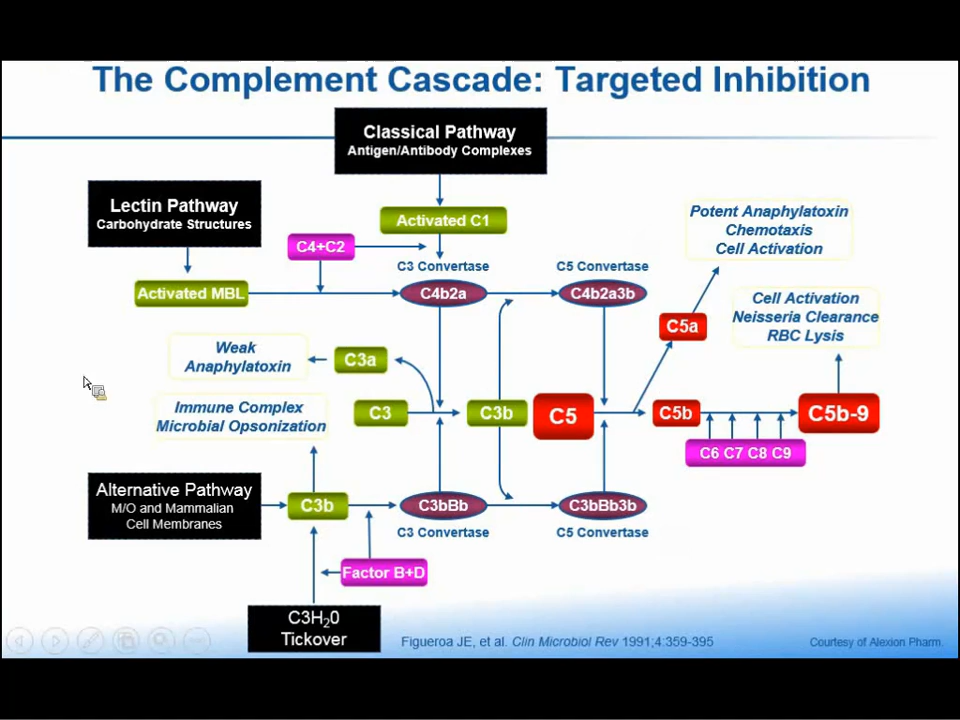 The Complement Cascade: Targeted Inhibition
Classical Pathway
Antigen/Antibody Complexes
Lectin Pathway
Carbohydrate Structures
Activated C1
C4+C2
Potent Anaphylatoxin
Chemotaxis
Cell Activation
C3 Convertase
C5 Convertase
Activated MBL
C4b2a
C4b2a3b
Cell Activation
Neisseria Clearance
RBC Lysis
C5a
Weak
Anaphylatoxin
C3a
Immune Complex
Microbial Opsonization
C3
C3b
C5
C5b
C5b-9
C6 C7 C8 C9
Alternative Pathway
M/O and Mammalian
Cell Membranes
C3b
C3bBb
C3bBb3b
C3 Convertase
C5 Convertase
Factor B+D
C3H₂0
Tickover
Figueroa JE, et al. Clin Microbiol Rev 1991;4:359-395
Courtesy of Alexion Pharm.